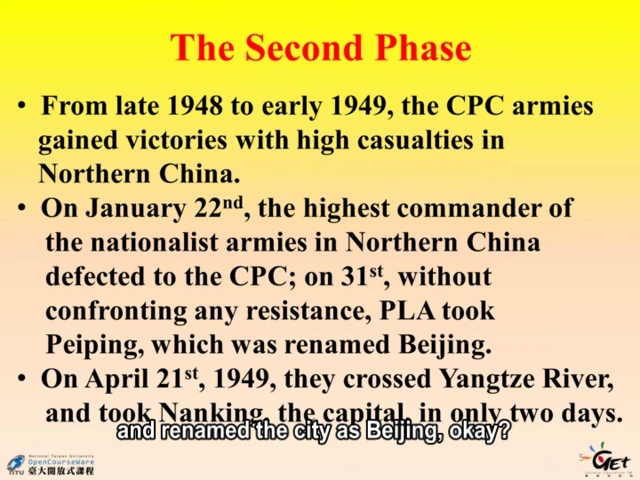 The Second Phase
• From late 1948 to early 1949, the CPC armies
gained victories with high casualties in
Northern China.
• On January 22nd, the highest commander of
the nationalist armies in Northern China
defected to the CPC; on 31st, without
confronting any resistance, PLA took
Peiping, which was renamed Beijing.
• On April 21st, 1949, they crossed Yangtze River,
and took Nanking, the capital, in only two days.
and renamed the city as Beijing, okay?
National Taiwan University
OpenCourseWare
NTU 臺大開放式課程
GET